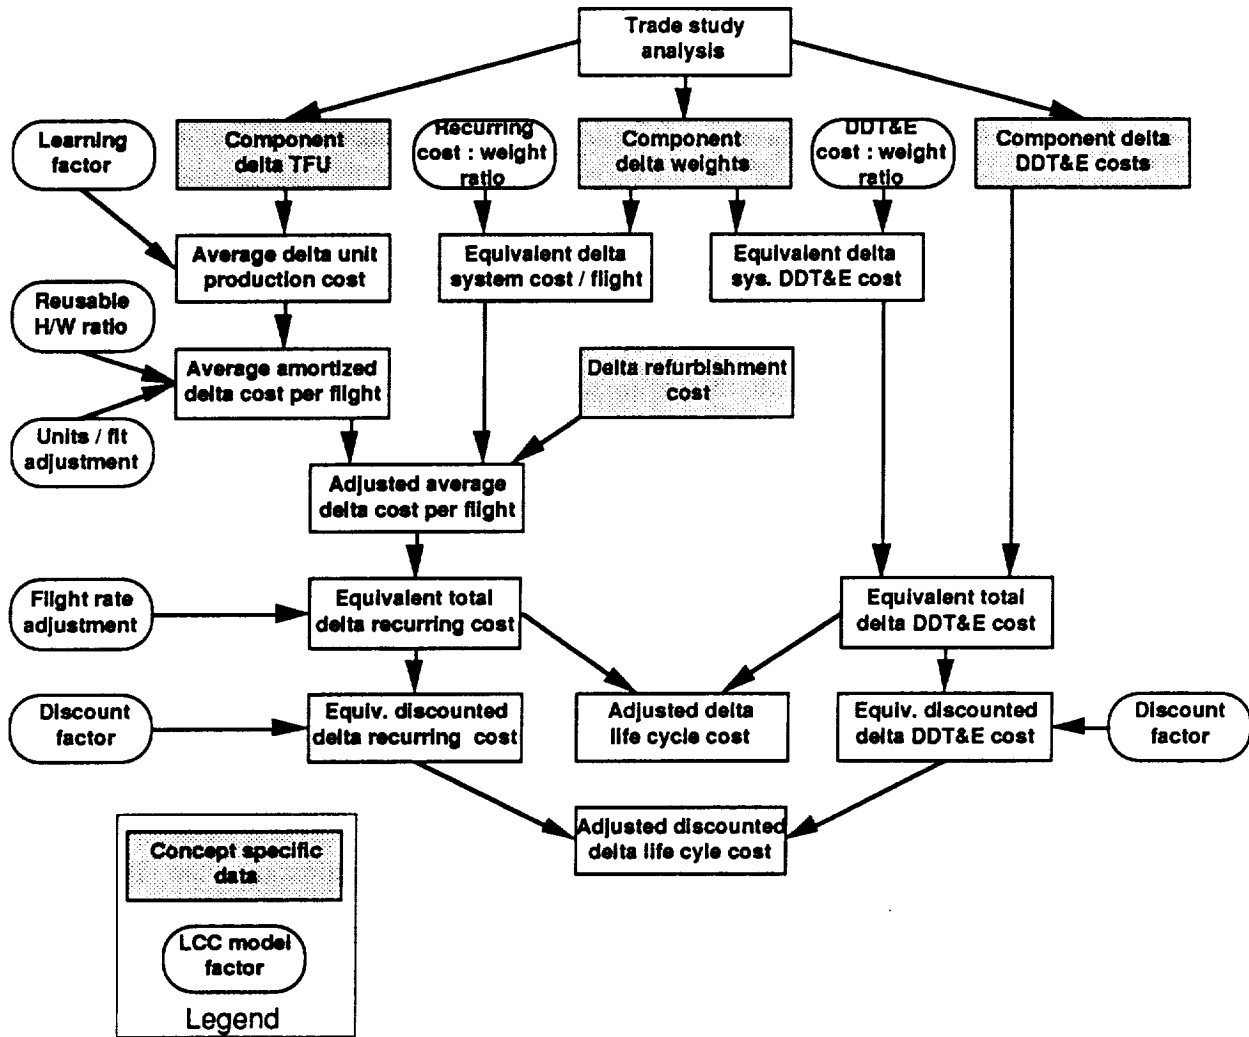 Trade study
analysis
Learning
factor
Component
delta TFU
Recurring
cost : weight
ratio
Component
delta weights
DDT&E
cost : weight
ratio
Component delta
DDT&E costs
Average delta unit
production cost
Equivalent delta
system cost / flight
Equivalent delta
sys. DDT&E cost
Reusable
H/W ratio
Average amortized
delta cost per flight
Delta refurbishment
cost
Units / flt
adjustment
Adjusted average
delta cost per flight
Flight rate
adjustment
Equivalent total
delta recurring cost
Equivalent total
delta DDT&E cost
Discount
factor
Equiv. discounted
delta recurring cost
Adjusted delta
life cycle cost
Equiv. discounted
delta DDT&E cost
Discount
factor
Adjusted discounted
delta life cyle cost
Concept specific
data
LCC model
factor
Legend